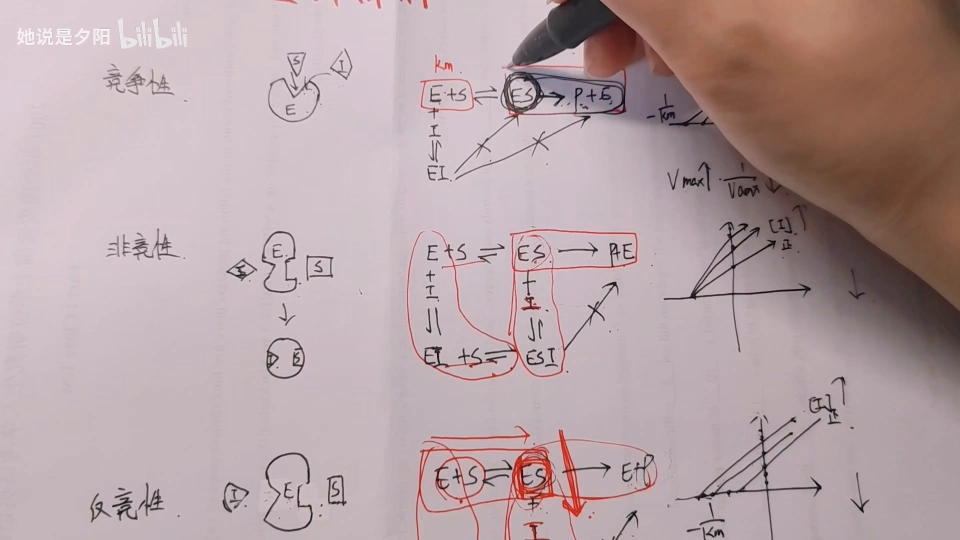 她说是夕阳 bilibili
竞争性.
S
I
E
km.
E+S ⇌ ES → P+E
+
I
⇌
EI
-1/km
Vmax↑ · 1/Vmax ↓
非竞性.
E
I S
E+S ⇌ ES → P+E
+ +
I I
⇌ ⇌
EI +S ⇌ ESI
[I]↑
↓
反竞性.
I E S
E+S ⇌ ES → E+P
+
I
[I]↑
-1/km
↓